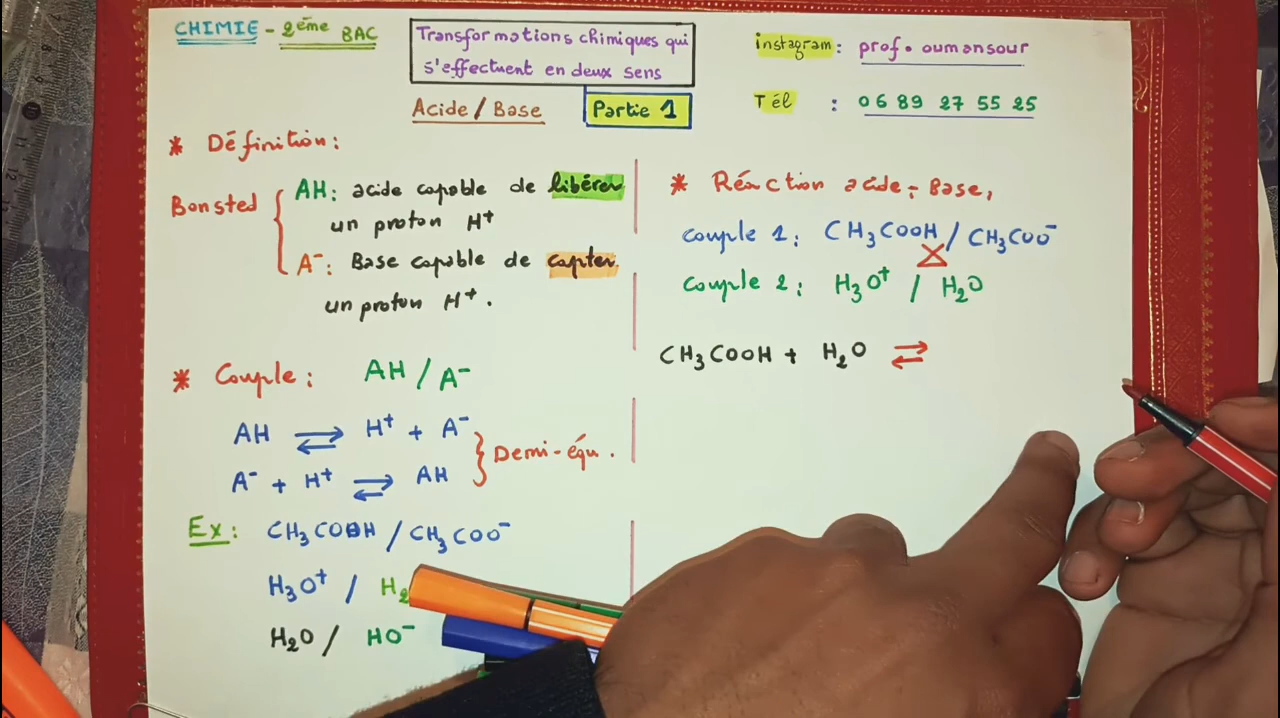 CHIMIE - 2ème BAC
Transformations chimiques qui
s'effectuent en deux sens
Acide / Base Partie 1
instagram : prof.oumansour
Tél : 06 89 27 55 25
* Définition :
Bonsted
AH : acide capable de libérer
un proton H⁺
A⁻ : Base capable de capter
un proton H⁺.
* Couple : AH / A⁻
AH ⇄ H⁺ + A⁻
A⁻ + H⁺ ⇄ AH
Demi-équ.
Ex : CH₃COOH / CH₃COO⁻
H₃O⁺ / H₂
H₂O / HO⁻
* Réaction acide - Base,
Couple 1 : CH₃COOH / CH₃COO⁻
Couple 2 : H₃O⁺ / H₂O
CH₃COOH + H₂O ⇄